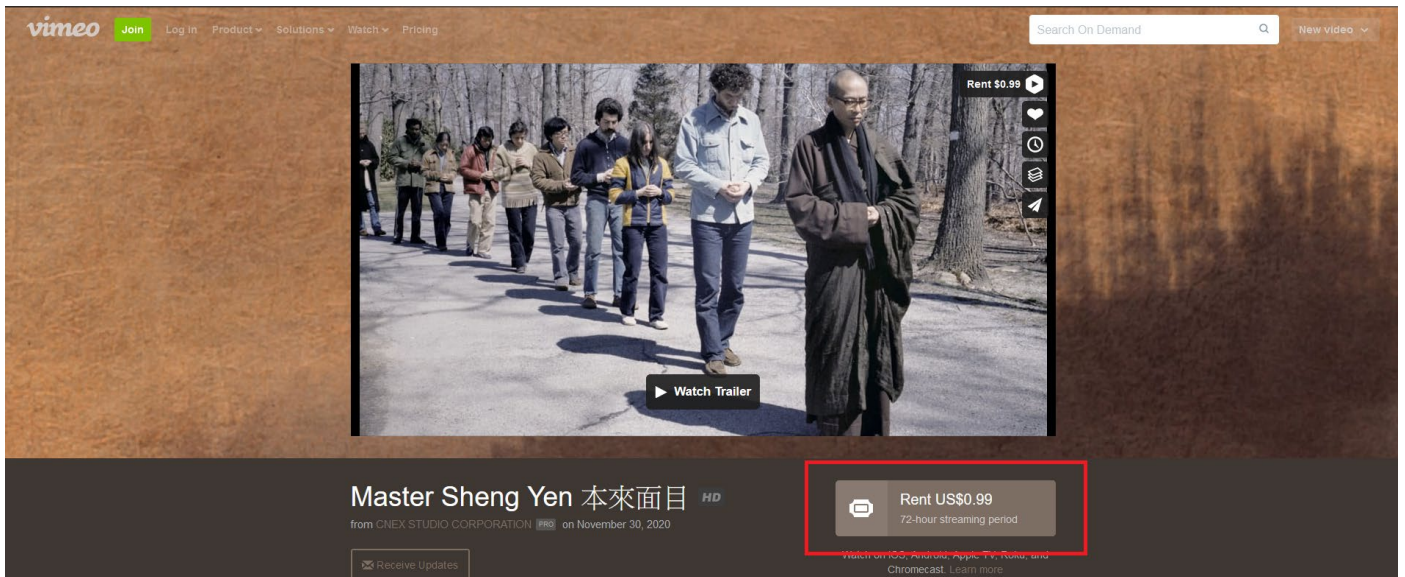 vimeo Join Log in Product Solutions Watch Pricing Search On Demand New video
Rent $0.99
Watch Trailer
Master Sheng Yen 本來面目 HD
from CNEX STUDIO CORPORATION PRO on November 30, 2020
Receive Updates
Rent US$0.99
72-hour streaming period
Watch on iOS, Android, Apple TV, Roku, and
Chromecast. Learn more